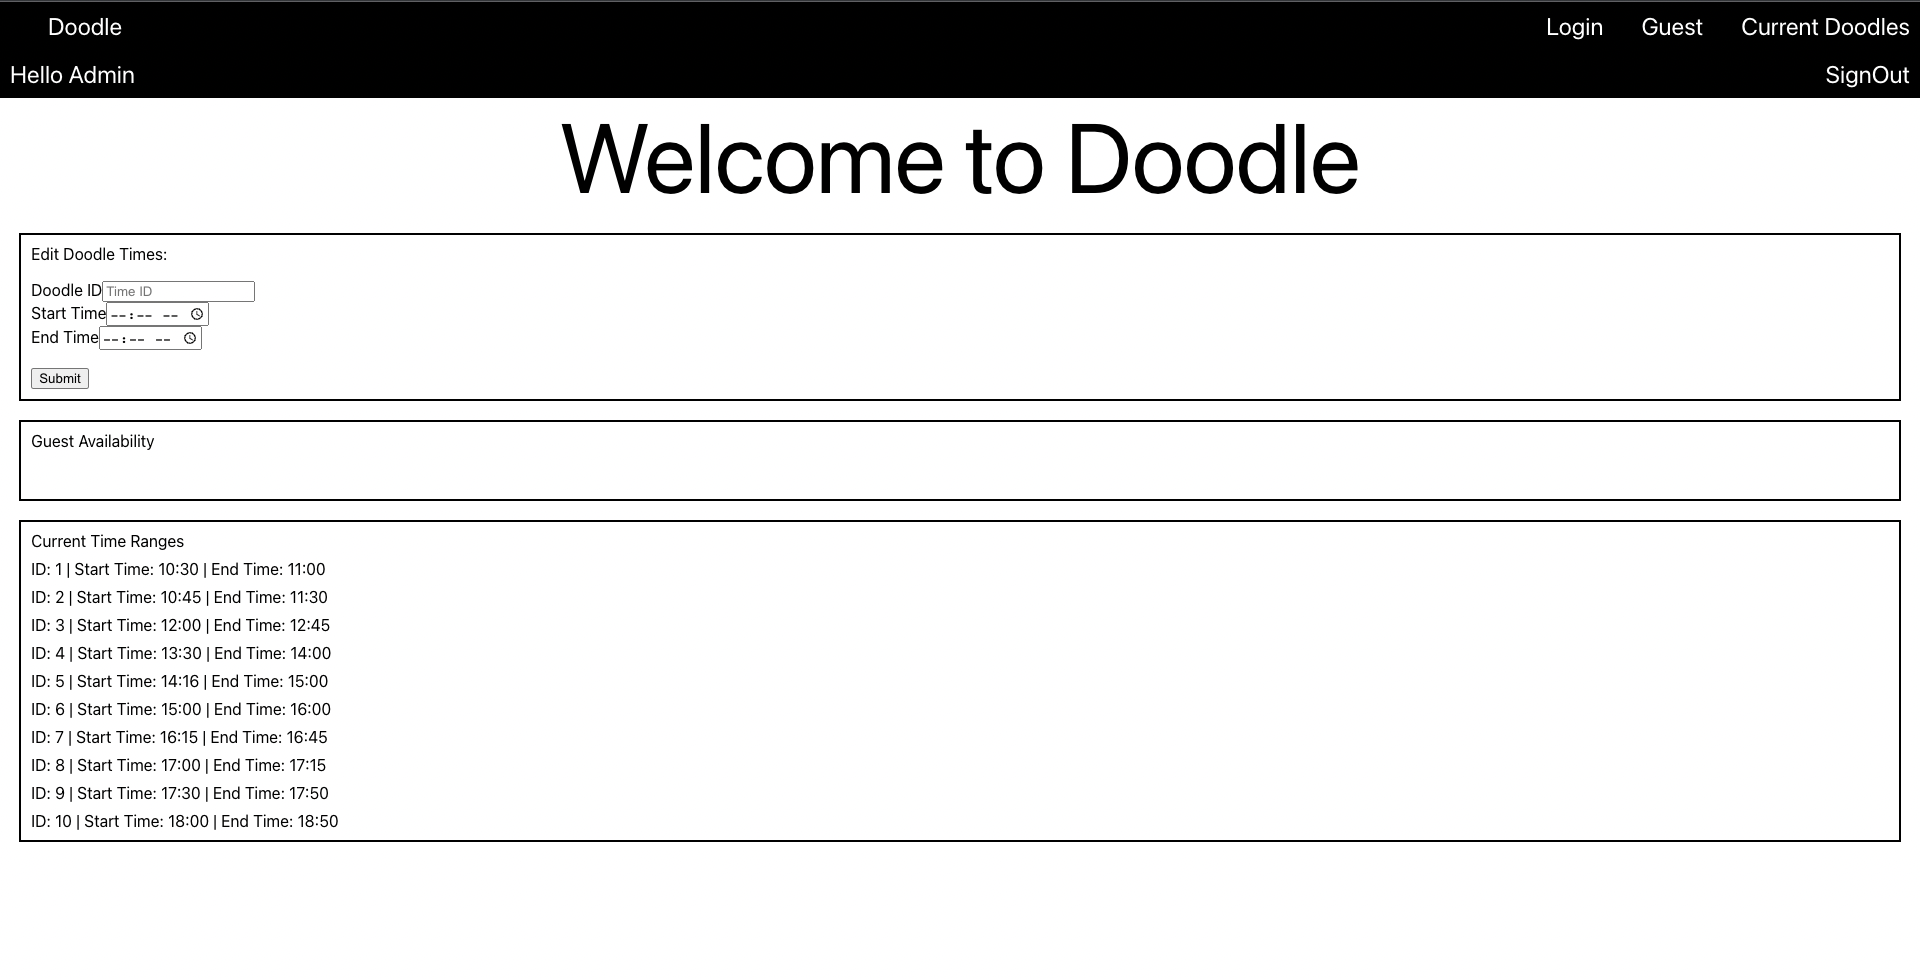 Doodle Login Guest Current Doodles
Hello Admin SignOut
Welcome to Doodle
Edit Doodle Times:
Doodle ID Time ID
Start Time --:-- --
End Time --:-- --
Submit
Guest Availability
Current Time Ranges
ID: 1 | Start Time: 10:30 | End Time: 11:00
ID: 2 | Start Time: 10:45 | End Time: 11:30
ID: 3 | Start Time: 12:00 | End Time: 12:45
ID: 4 | Start Time: 13:30 | End Time: 14:00
ID: 5 | Start Time: 14:16 | End Time: 15:00
ID: 6 | Start Time: 15:00 | End Time: 16:00
ID: 7 | Start Time: 16:15 | End Time: 16:45
ID: 8 | Start Time: 17:00 | End Time: 17:15
ID: 9 | Start Time: 17:30 | End Time: 17:50
ID: 10 | Start Time: 18:00 | End Time: 18:50